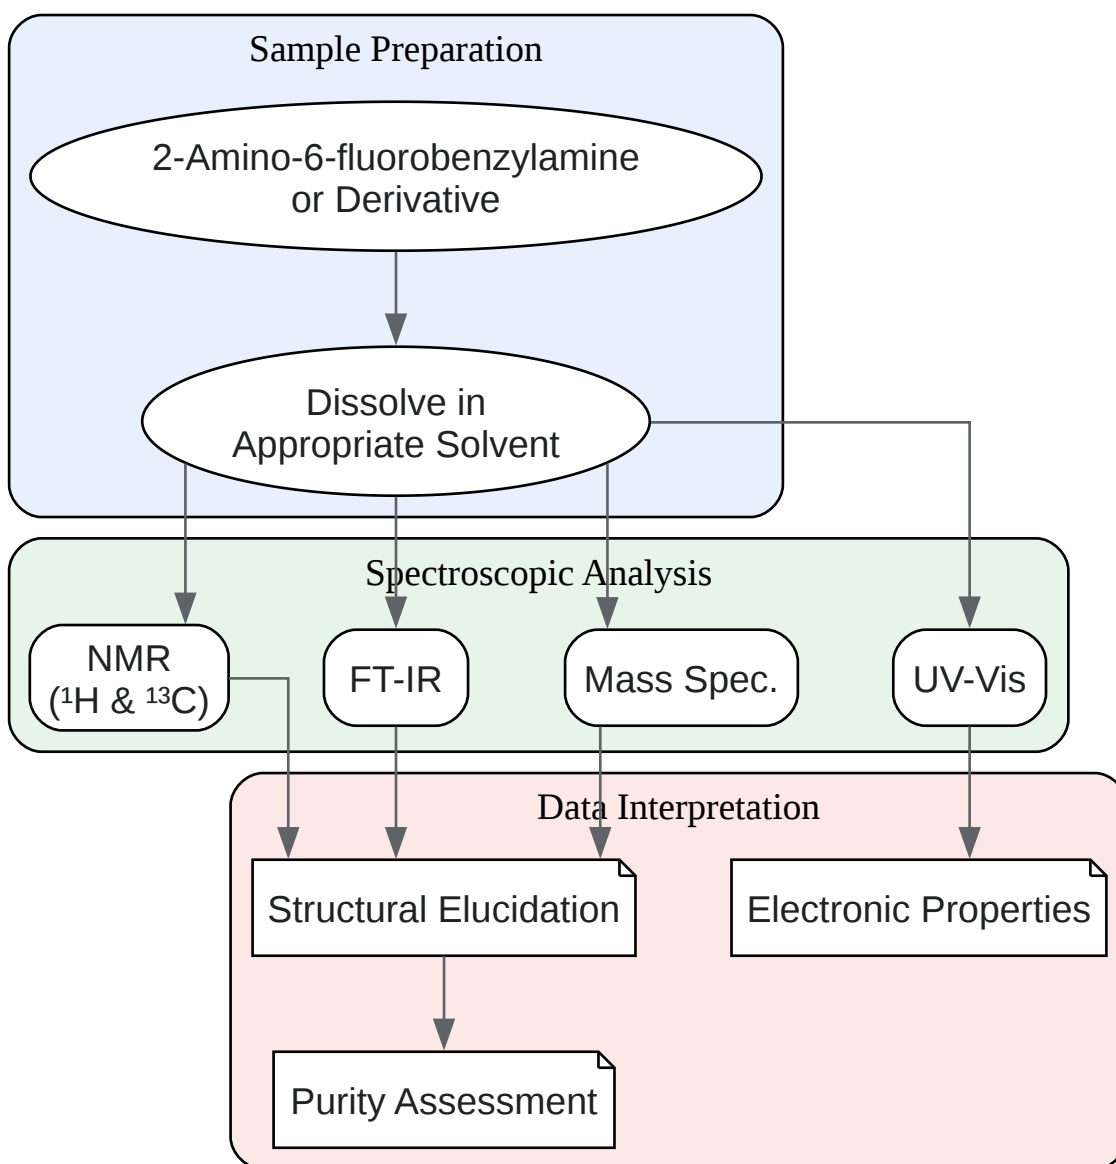 Sample Preparation
2-Amino-6-fluorobenzylamine
or Derivative
Dissolve in
Appropriate Solvent
Spectroscopic Analysis
NMR
(¹H & ¹³C)
FT-IR
Mass Spec.
UV-Vis
Data Interpretation
Structural Elucidation
Electronic Properties
Purity Assessment